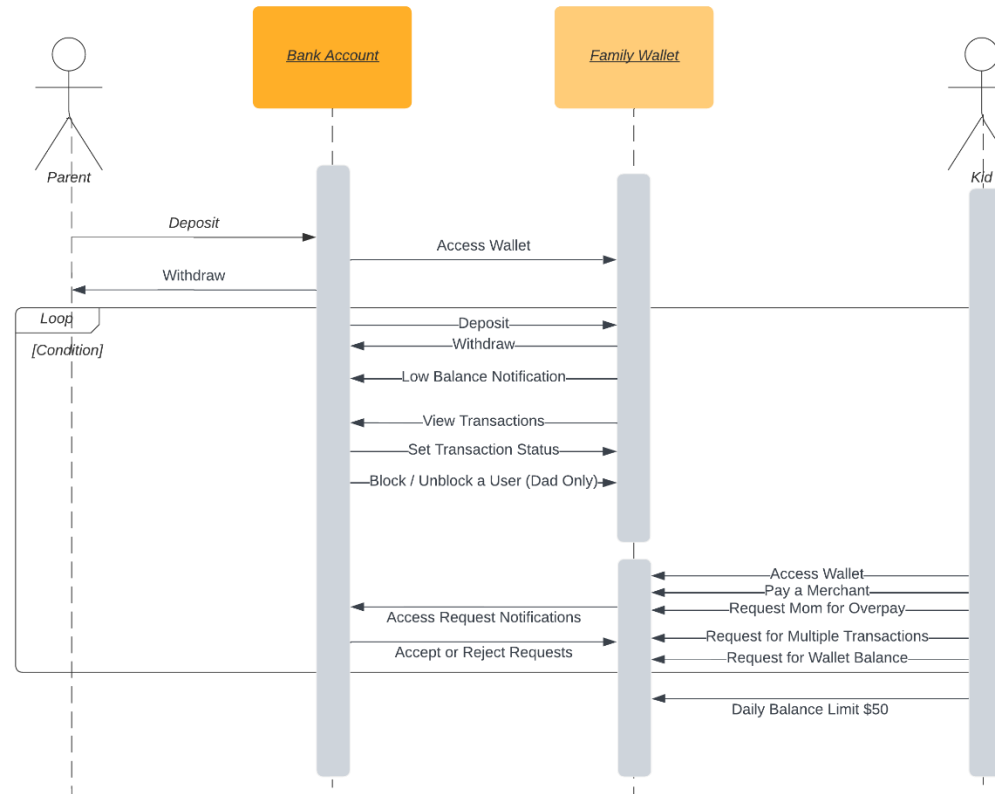 Bank Account
Family Wallet
Parent
Kid
Deposit
Access Wallet
Withdraw
Loop
[Condition]
Deposit
Withdraw
Low Balance Notification
View Transactions
Set Transaction Status
Block / Unblock a User (Dad Only)
Access Wallet
Pay a Merchant
Request Mom for Overpay
Access Request Notifications
Request for Multiple Transactions
Accept or Reject Requests
Request for Wallet Balance
Daily Balance Limit $50